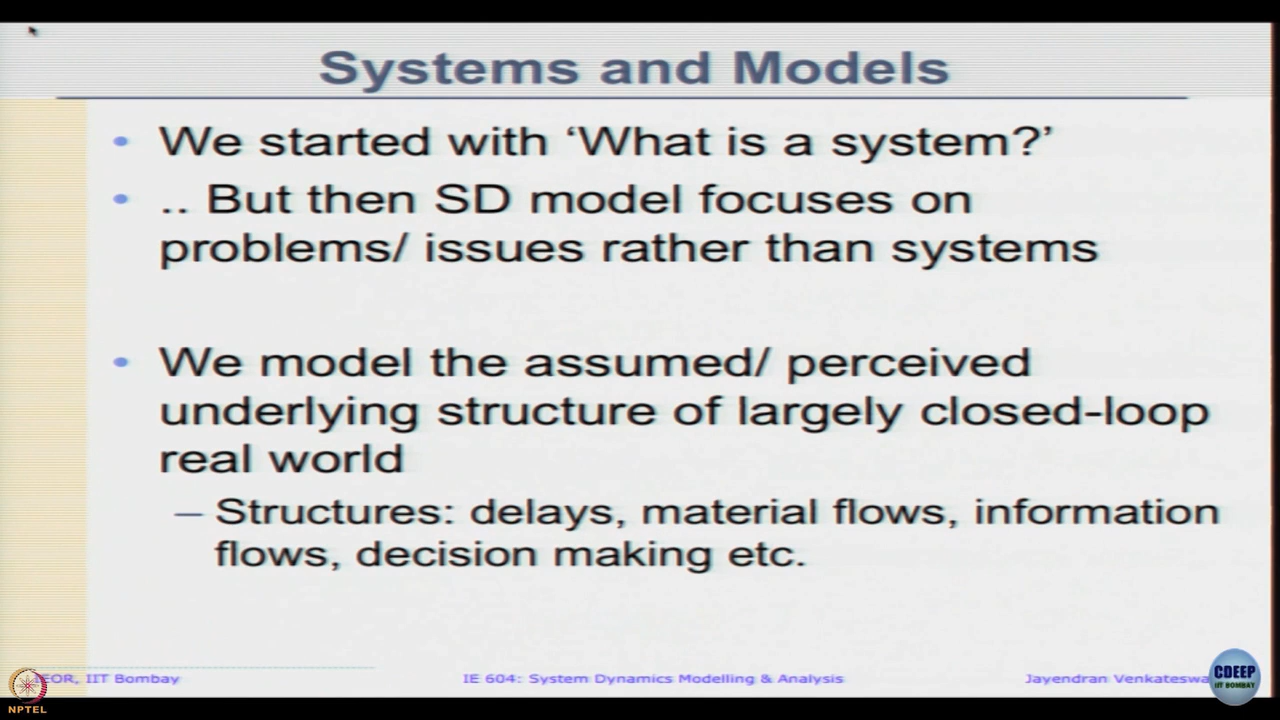 Systems and Models
• We started with ‘What is a system?’
• .. But then SD model focuses on
problems/ issues rather than systems
• We model the assumed/ perceived
underlying structure of largely closed-loop
real world
– Structures: delays, material flows, information
flows, decision making etc.
IEOR, IIT Bombay
IE 604: System Dynamics Modelling & Analysis
Jayendran Venkateswa
CDEEP
IIT BOMBAY
NPTEL